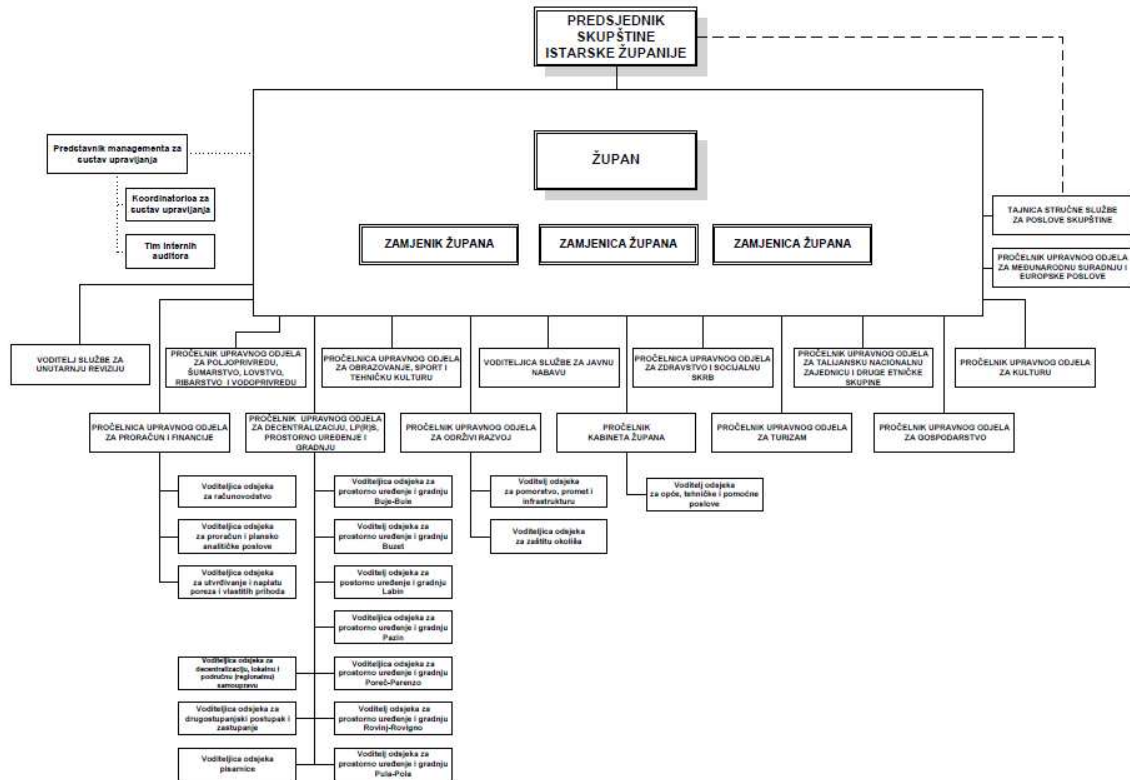 PREDSJEDNIK
SKUPŠTINE
ISTARSKE ŽUPANIJE
ŽUPAN
ZAMJENIK ŽUPANA
ZAMJENICA ŽUPANA
ZAMJENICA ŽUPANA
Predstavnik managementa za
sustav upravljanja
Koordinatorica za
sustav upravljanja
Tim internih
auditora
TAJNICA STRUČNE SLUŽBE
ZA POSLOVE SKUPŠTINE
PROČELNIK UPRAVNOG ODJELA
ZA MEĐUNARODNU SURADNJU I
EUROPSKE POSLOVE
VODITELJ SLUŽBE ZA
UNUTARNJU REVIZIJU
PROČELNIK UPRAVNOG ODJELA
ZA POLJOPRIVREDU,
ŠUMARSTVO, LOVSTVO,
RIBARSTVO I VODOPRIVREDU
PROČELNICA UPRAVNOG ODJELA
ZA OBRAZOVANJE, SPORT I
TEHNIČKU KULTURU
VODITELJICA SLUŽBE ZA JAVNU
NABAVU
PROČELNICA UPRAVNOG ODJELA
ZA ZDRAVSTVO I SOCIJALNU
SKRB
PROČELNIK UPRAVNOG ODJELA
ZA TALIJANSKU NACIONALNU
ZAJEDNICU I DRUGE ETNIČKE
SKUPINE
PROČELNIK UPRAVNOG ODJELA
ZA KULTURU
PROČELNICA UPRAVNOG ODJELA
ZA PRORAČUN I FINANCIJE
PROČELNIK UPRAVNOG ODJELA
ZA DECENTRALIZACIJU, LP(R)S,
PROSTORNO UREĐENJE I
GRADNJU
PROČELNIK UPRAVNOG ODJELA
ZA ODRŽIVI RAZVOJ
PROČELNIK
KABINETA ŽUPANA
PROČELNIK UPRAVNOG ODJELA
ZA TURIZAM
PROČELNIK UPRAVNOG ODJELA
ZA GOSPODARSTVO
Voditeljica odsjeka
za računovodstvo
Voditeljica odsjeka
za proračun i plansko
analitičke poslove
Voditeljica odsjeka
za utvrđivanje i naplatu
poreza i vlastitih prihoda
Voditeljica odsjeka za
decentralizaciju, lokalnu i
područnu (regionalnu)
samoupravu
Voditeljica odsjeka za
drugostupanjski postupak i
zastupanje
Voditeljica odsjeka
pisarnice
Voditeljica odsjeka za
prostorno uređenje i gradnju
Buje-Buie
Voditelj odsjeka za
prostorno uređenje i gradnju
Buzet
Voditelj odsjeka za
postorno uređenje i gradnju
Labin
Voditeljica odsjeka za
prostorno uređenje i gradnju
Pazin
Voditeljica odsjeka za
prostorno uređenje i gradnju
Poreč-Parenzo
Voditelj odsjeka za
prostorno uređenje i gradnju
Rovinj-Rovigno
Voditelj odsjeka za
prostorno uređenje i gradnju
Pula-Pola
Voditelj odsjeka
za pomorstvo, promet i
infrastrukturu
Voditeljica odsjeka
za zaštitu okoliša
Voditelj odsjeka
za opće, tehničke i pomoćne
poslove